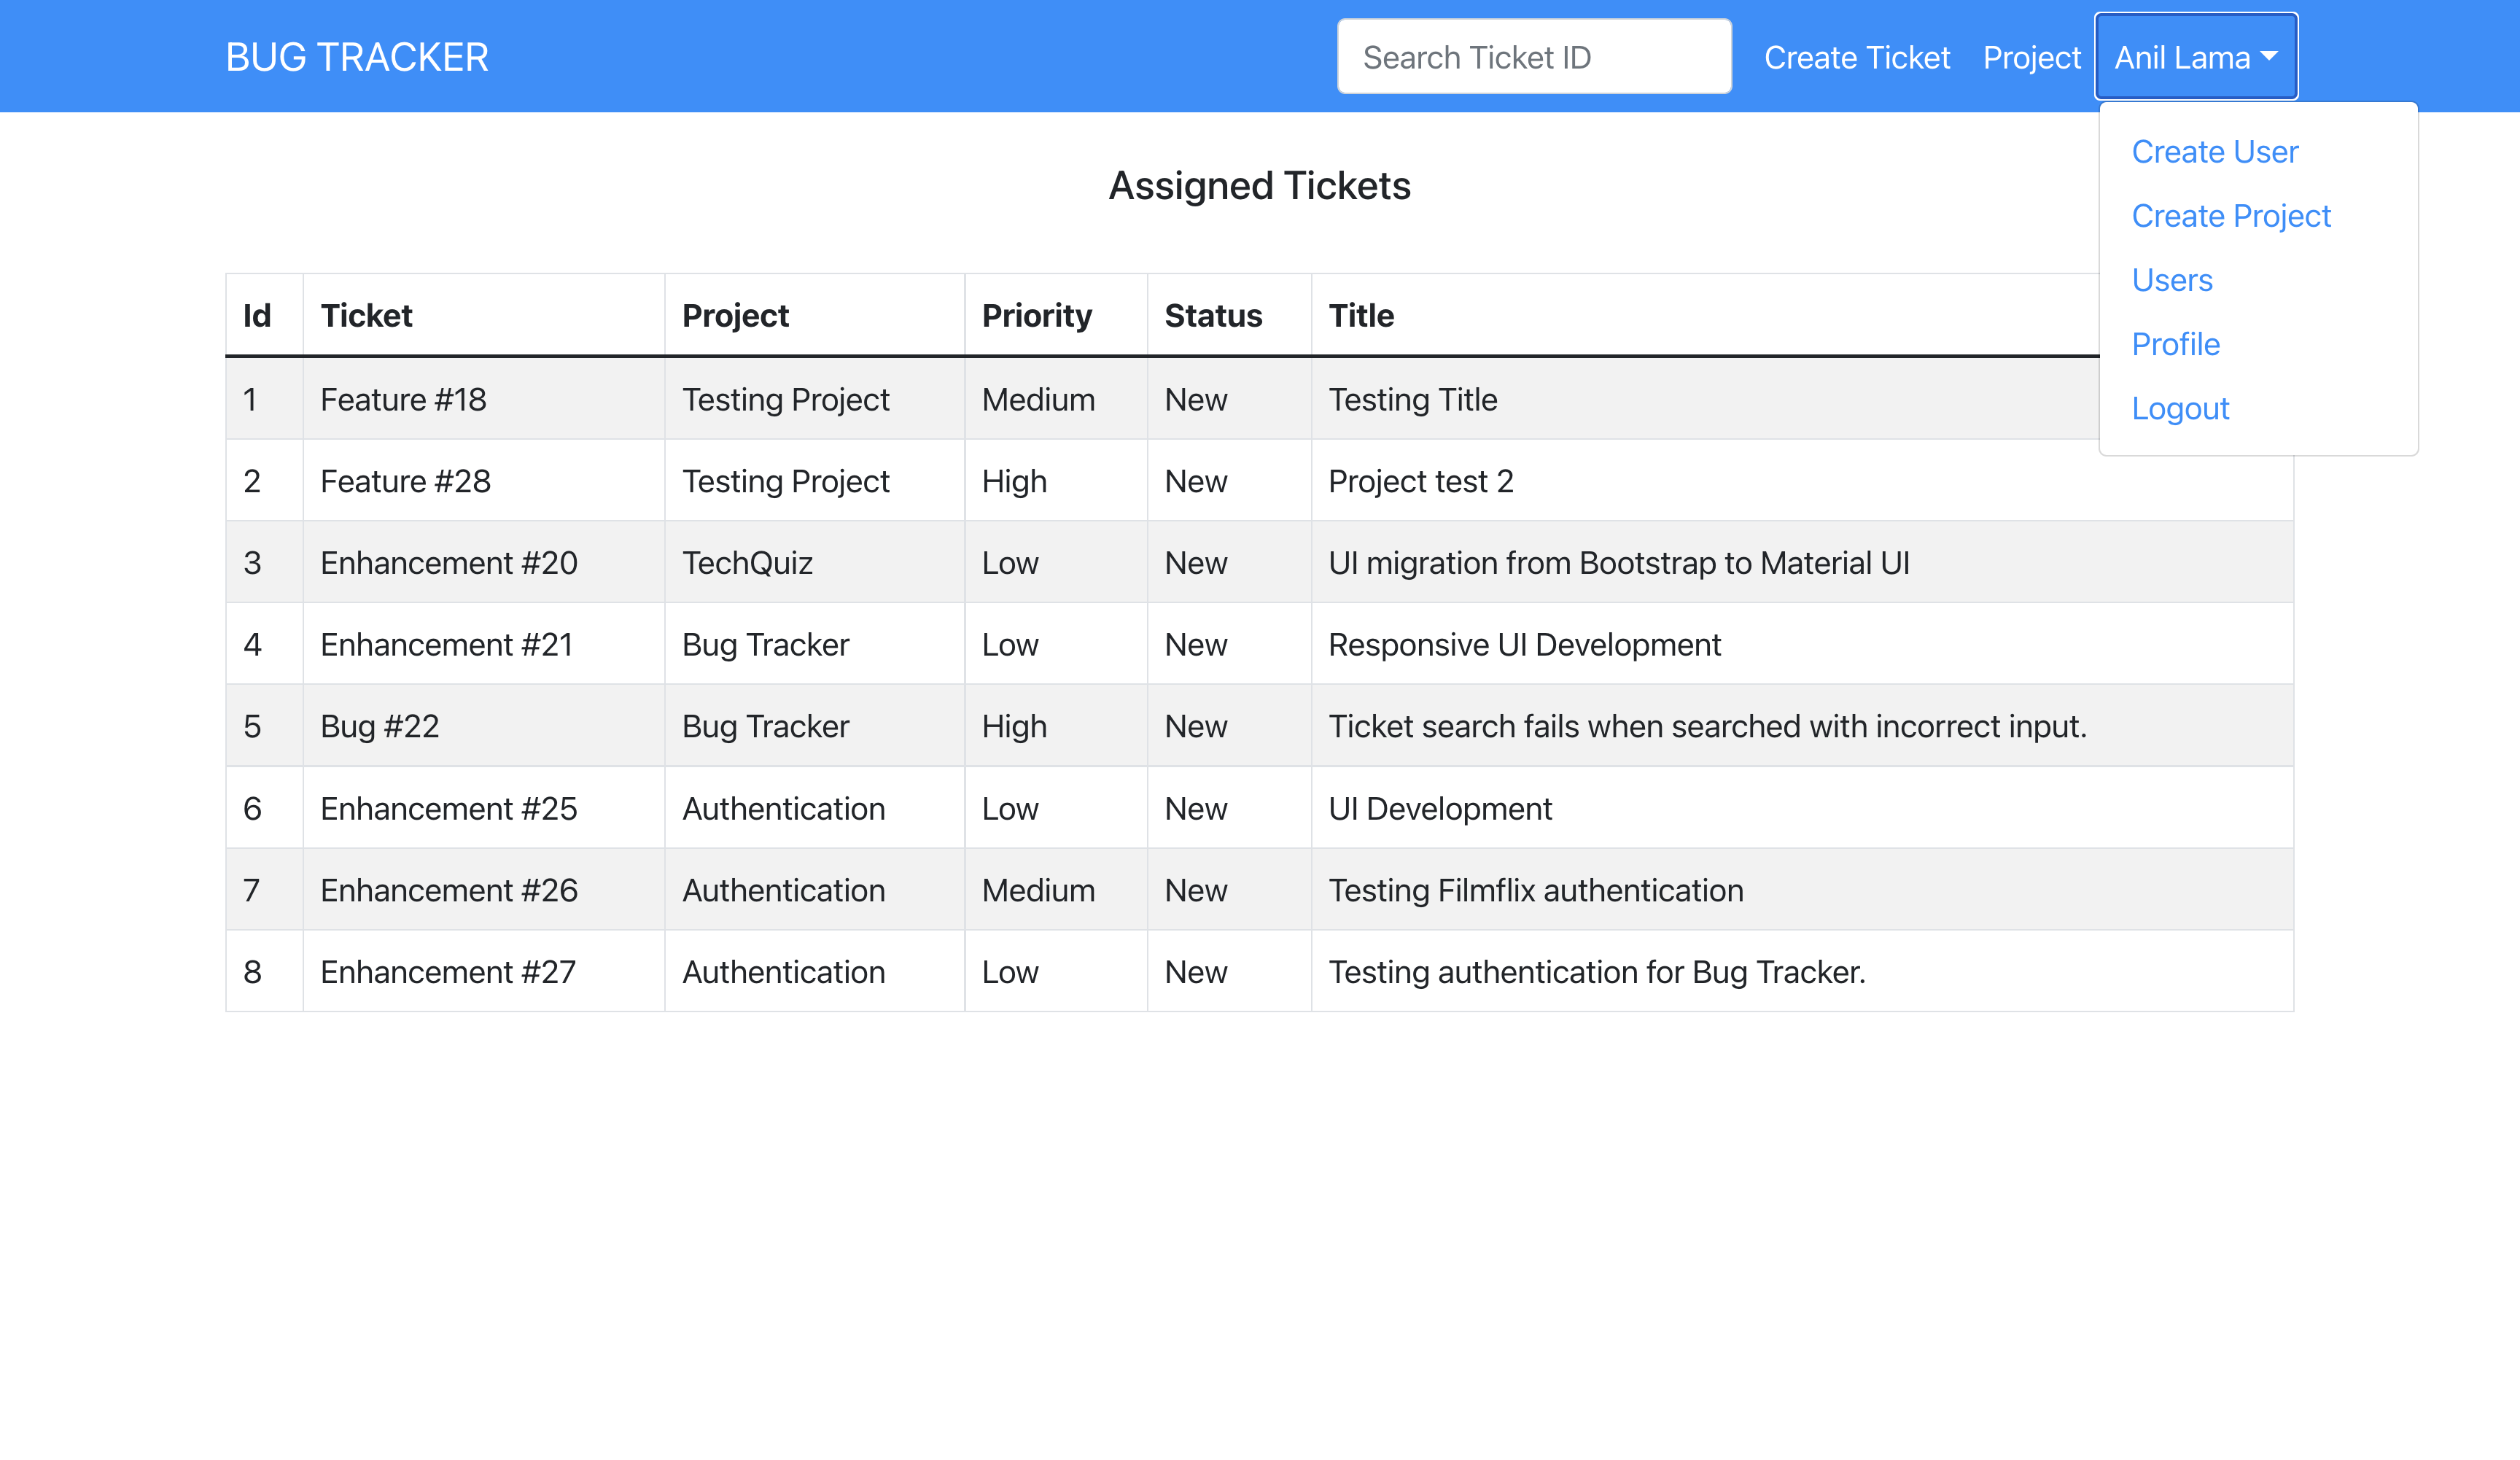 BUG TRACKER Search Ticket ID Create Ticket Project Anil Lama
Create User
Create Project
Users
Profile
Logout
Assigned Tickets
Id Ticket Project Priority Status Title
1 Feature #18 Testing Project Medium New Testing Title
2 Feature #28 Testing Project High New Project test 2
3 Enhancement #20 TechQuiz Low New UI migration from Bootstrap to Material UI
4 Enhancement #21 Bug Tracker Low New Responsive UI Development
5 Bug #22 Bug Tracker High New Ticket search fails when searched with incorrect input.
6 Enhancement #25 Authentication Low New UI Development
7 Enhancement #26 Authentication Medium New Testing Filmflix authentication
8 Enhancement #27 Authentication Low New Testing authentication for Bug Tracker.